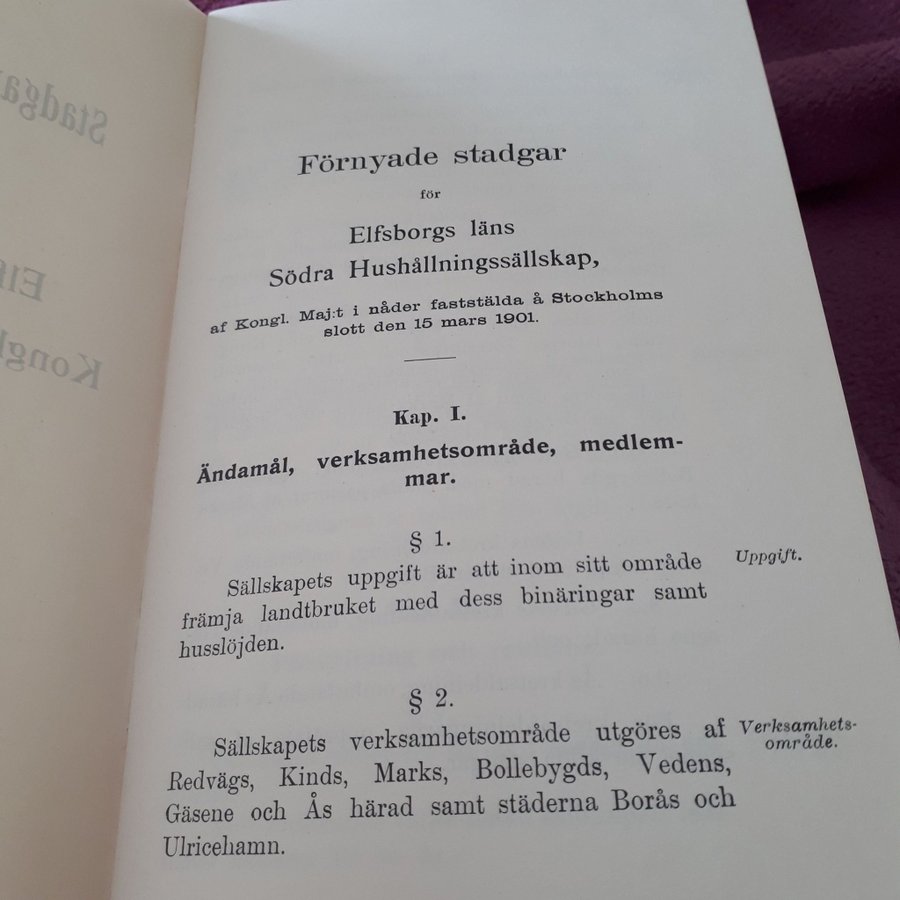 Förnyade stadgar
för
Elfsborgs läns
Södra Hushållningssällskap,
af Kongl. Maj:t i nåder faststälda å Stockholms
slott den 15 mars 1901.
Kap. I.
Ändamål, verksamhetsområde, medlem-
mar.
§ 1.
Sällskapets uppgift är att inom sitt område
främja landtbruket med dess binäringar samt
husslöjden.
Uppgift.
§ 2.
Sällskapets verksamhetsområde utgöres af
Redvägs, Kinds, Marks, Bollebygds, Vedens,
Gäsene och Ås härad samt städerna Borås och
Ulricehamn.
Verksamhets-
område.